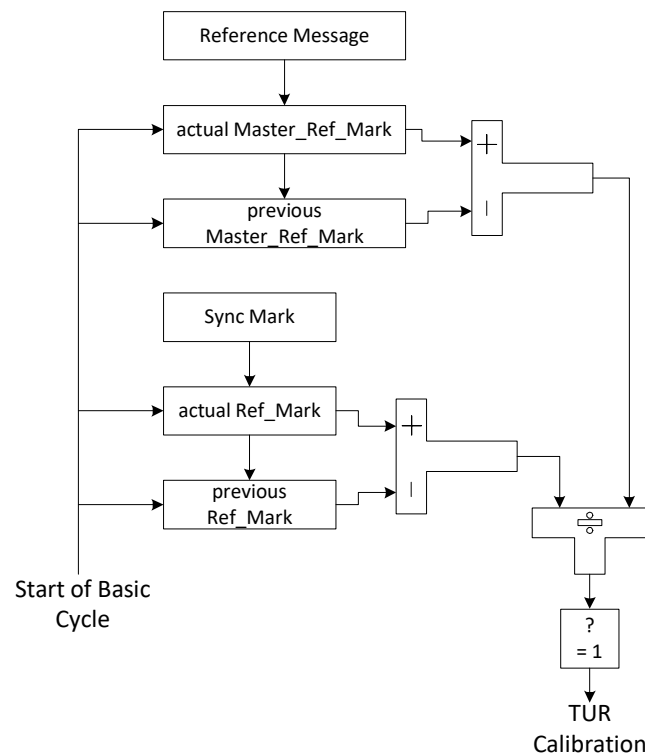 Reference Message
actual Master_Ref_Mark
+
previous
Master_Ref_Mark
–
Sync Mark
actual Ref_Mark
+
previous
Ref_Mark
–
÷
Start of Basic
Cycle
?
= 1
TUR
Calibration